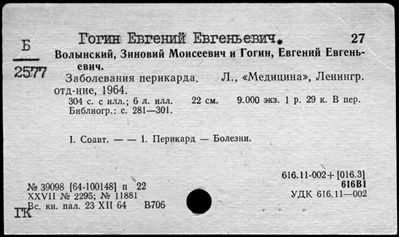 Гогин Евгений Евгеньевич. 27
Б
2577
Волынский, Зиновий Моисеевич и Гогин, Евгений Евгень-
евич.
Заболевания перикарда. Л., «Медицина», Ленингр.
отд-ние, 1964.
304 с. с илл.; 6 л. илл. 22 см. 9.000 экз. 1 р. 29 к. В пер.
Библиогр.: с. 281—301.
1. Соавт. — — 1. Перикард — Болезни.
616.11-002+[016.3]
№ 39098 [64-100148] п 22 616В1
XXVII № 2295; № 11881 УДК 616.11—002
Вс. кн. пал. 23 XII 64 В706
ГК